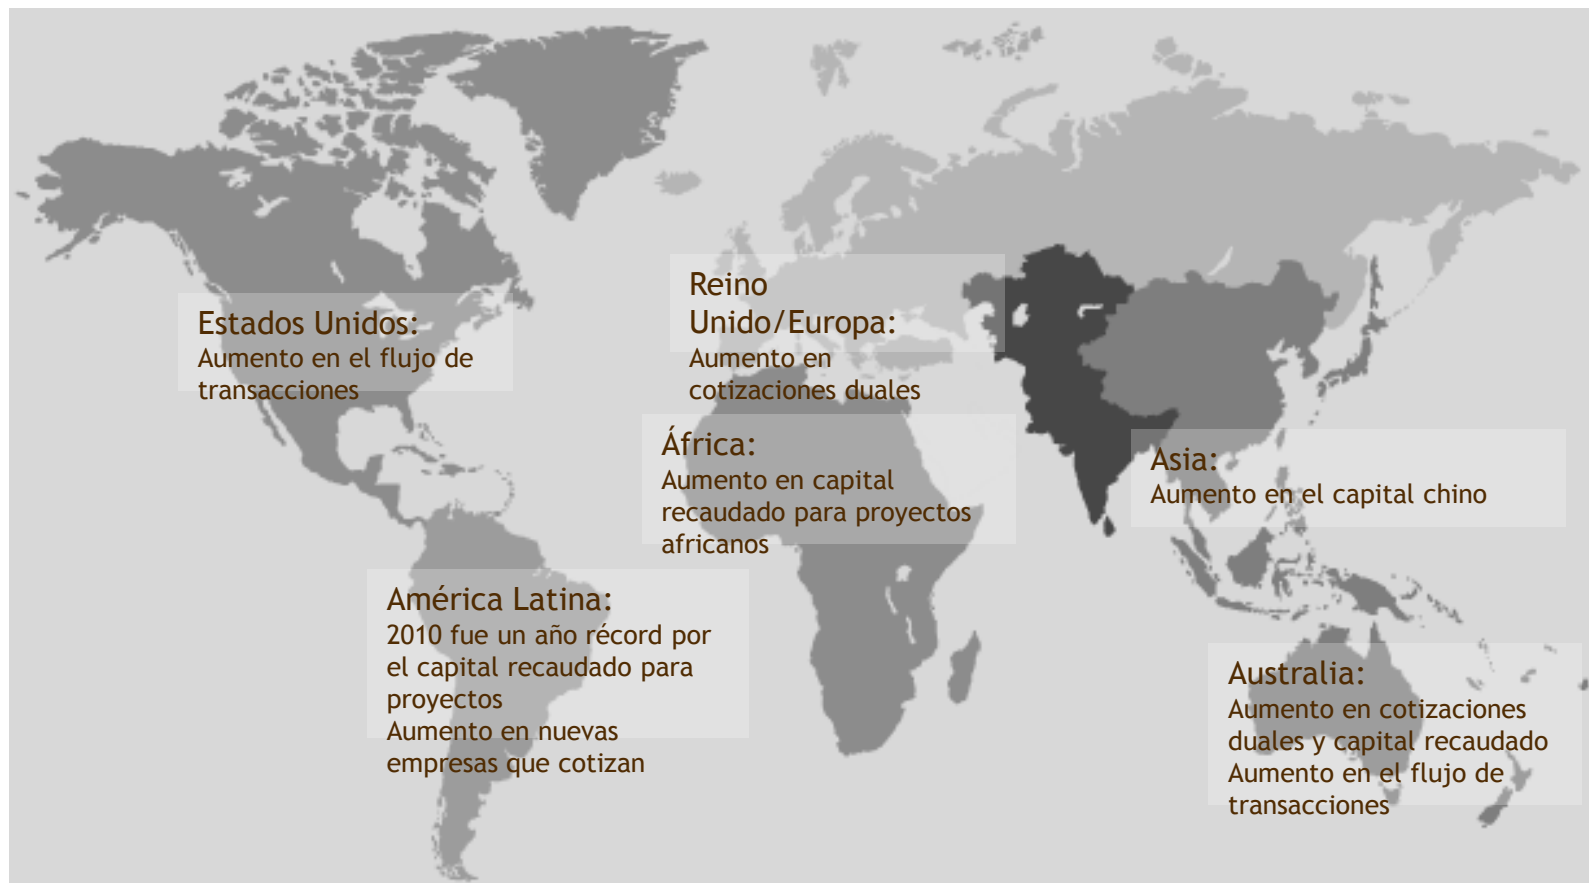 Estados Unidos:
Aumento en el flujo de
transacciones
Reino
Unido/Europa:
Aumento en
cotizaciones duales
África:
Aumento en capital
recaudado para proyectos
africanos
Asia:
Aumento en el capital chino
América Latina:
2010 fue un año récord por
el capital recaudado para
proyectos
Aumento en nuevas
empresas que cotizan
Australia:
Aumento en cotizaciones
duales y capital recaudado
Aumento en el flujo de
transacciones